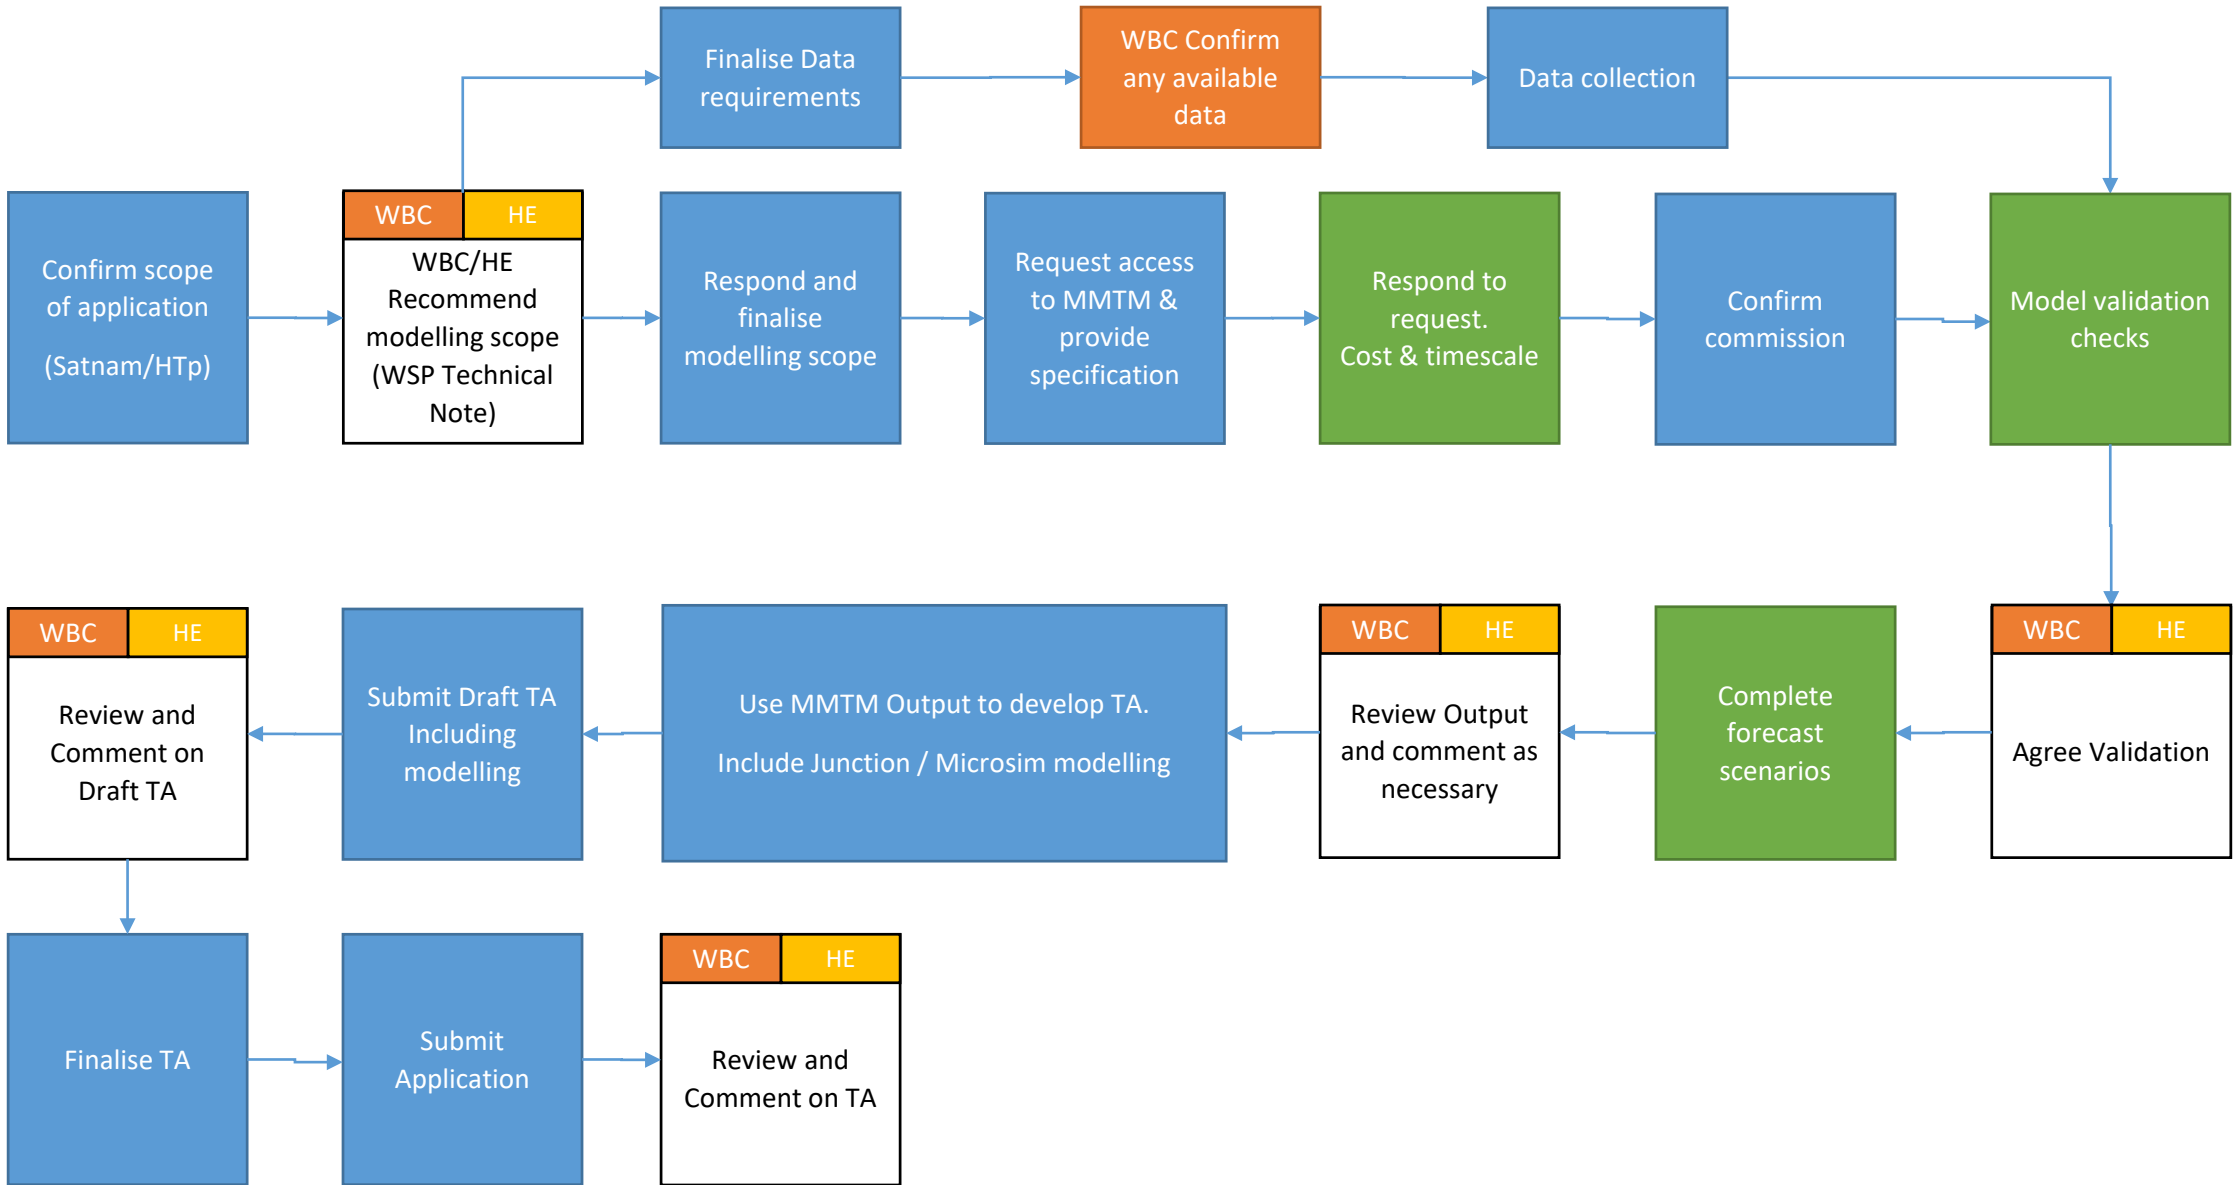 Finalise Data
requirements
WBC Confirm
any available
data
Data collection
Confirm scope
of application
(Satnam/HTp)
WBC
HE
WBC/HE
Recommend
modelling scope
(WSP Technical
Note)
Respond and
finalise
modelling scope
Request access
to MMTM &
provide
specification
Respond to
request.
Cost & timescale
Confirm
commission
Model validation
checks
WBC
HE
Review and
Comment on
Draft TA
Submit Draft TA
Including
modelling
Use MMTM Output to develop TA.
Include Junction / Microsim modelling
WBC
HE
Review Output
and comment as
necessary
Complete
forecast
scenarios
WBC
HE
Agree Validation
Finalise TA
Submit
Application
WBC
HE
Review and
Comment on TA